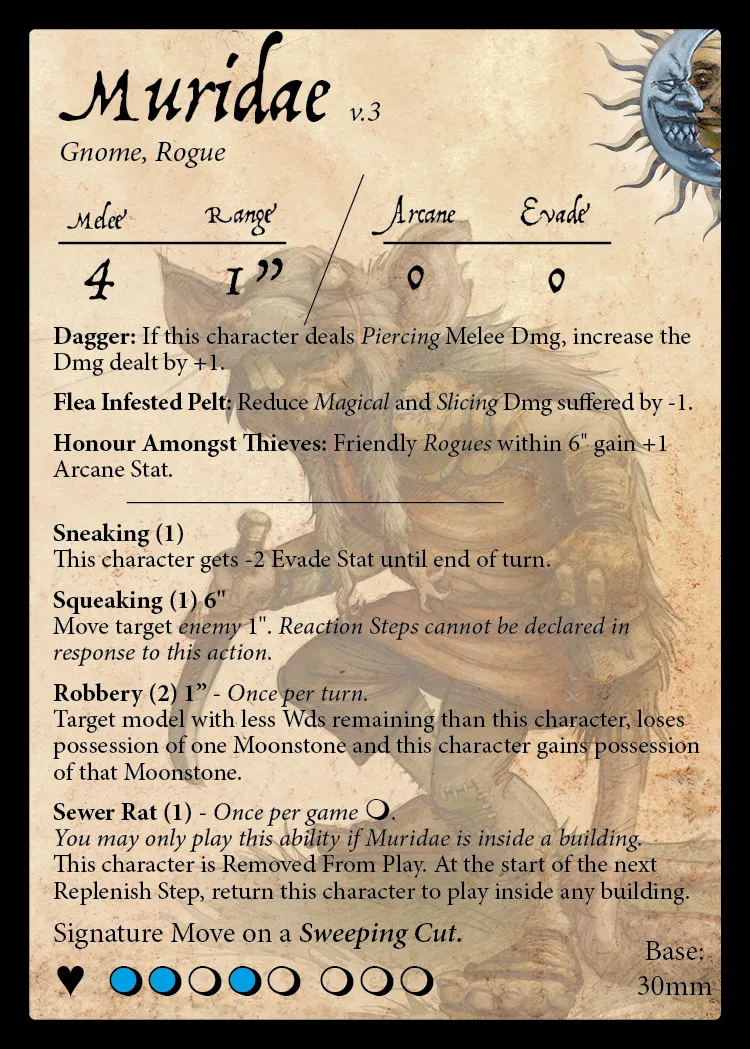 Muridae v.3
Gnome, Rogue
Melee Range Arcane Evade
4 1” 0 0
Dagger: If this character deals Piercing Melee Dmg, increase the
Dmg dealt by +1.
Flea Infested Pelt: Reduce Magical and Slicing Dmg suffered by -1.
Honour Amongst Thieves: Friendly Rogues within 6" gain +1
Arcane Stat.
Sneaking (1)
This character gets -2 Evade Stat until end of turn.
Squeaking (1) 6"
Move target enemy 1". Reaction Steps cannot be declared in
response to this action.
Robbery (2) 1” - Once per turn.
Target model with less Wds remaining than this character, loses
possession of one Moonstone and this character gains possession
of that Moonstone.
Sewer Rat (1) - Once per game .
You may only play this ability if Muridae is inside a building.
This character is Removed From Play. At the start of the next
Replenish Step, return this character to play inside any building.
Signature Move on a Sweeping Cut.
Base:
30mm